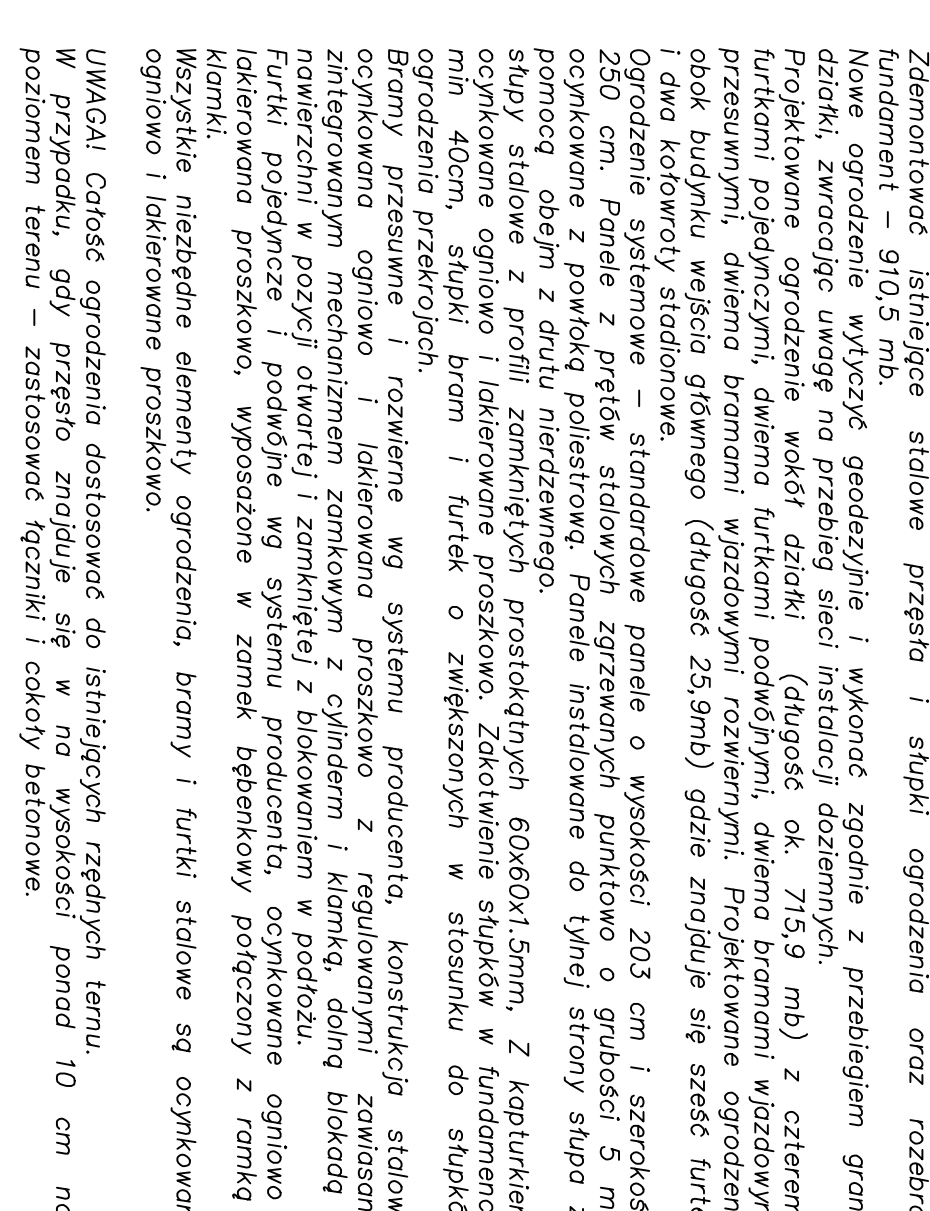 Zdemontować istniejące stalowe przęsła i słupki ogrodzenia oraz rozebra
fundament – 910,5 mb.
Nowe ogrodzenie wytyczyć geodezyjnie i wykonać zgodnie z przebiegiem gran
działki, zwracając uwagę na przebieg sieci instalacji doziemnych.
Projektowane ogrodzenie wokół działki (długość ok. 715,9 mb) z czterem
furtkami pojedynczymi, dwiema furtkami podwójnymi, dwiema bramami wjazdowym
przesuwnymi, dwiema bramami wjazdowymi rozwiernymi. Projektowane ogrodzen
obok budynku wejścia głównego (długość 25,9mb) gdzie znajduje się sześć furte
i dwa kołowroty stadionowe.
Ogrodzenie systemowe – standardowe panele o wysokości 203 cm i szerokoś
250 cm. Panele z prętów stalowych zgrzewanych punktowo o grubości 5 m
ocynkowane z powłoką poliestrową. Panele instalowane do tylnej strony słupa z
pomocą obejm z drutu nierdzewnego.
słupy stalowe z profili zamkniętych prostokątnych 60x60x1.5mm, Z kapturkiem
ocynkowane ogniowo i lakierowane proszkowo. Zakotwienie słupków w fundamenc
min 40cm, słupki bram i furtek o zwiększonych w stosunku do słupkó
ogrodzenia przekrojach.
Bramy przesuwne i rozwierne wg systemu producenta, konstrukcja stalow
ocynkowana ogniowo i lakierowana proszkowo z regulowanymi zawiasam
zintegrowanym mechanizmem zamkowym z cylinderm i klamką, dolną blokadą
nawierzchni w pozycji otwartej i zamkniętej z blokowaniem w podłożu.
Furtki pojedyncze i podwójne wg systemu producenta, ocynkowane ogniowo
lakierowana proszkowo, wyposażone w zamek bębenkowy połączony z ramką
klamki.
Wszystkie niezbędne elementy ogrodzenia, bramy i furtki stalowe są ocynkowan
ogniowo i lakierowane proszkowo.
UWAGA! Całość ogrodzenia dostosować do istniejących rzędnych ternu.
W przypadku, gdy przęsło znajduje się w na wysokości ponad 10 cm na
poziomem terenu – zastosować łączniki i cokoły betonowe.